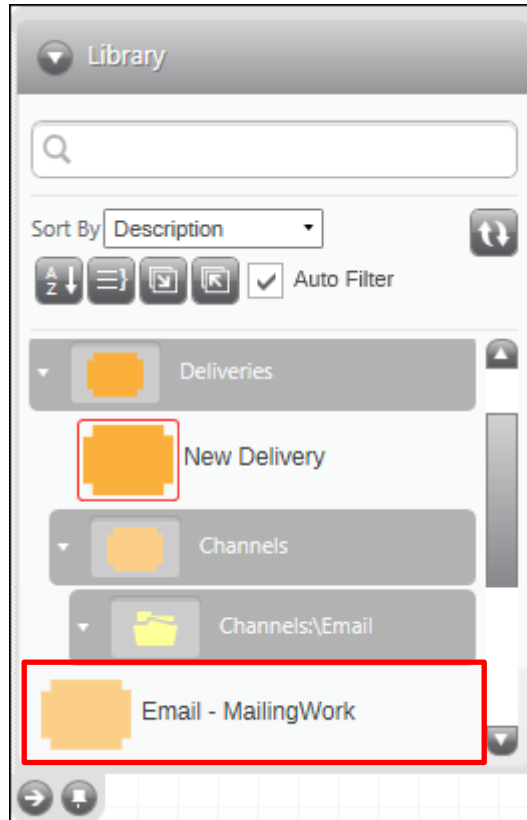 Library
Sort By Description
A
Z
Auto Filter
Deliveries
New Delivery
Channels
Channels:\Email
Email - MailingWork